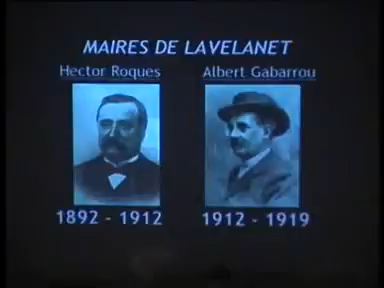 MAIRES DE LAVELANET
Hector Roques
Albert Gabarrou
1892 - 1912
1912 - 1919